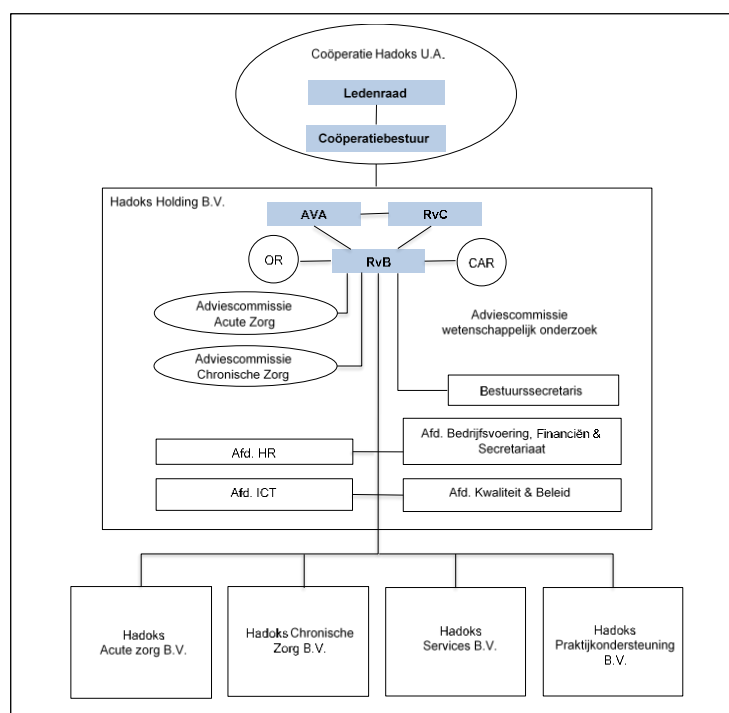 Coöperatie Hadoks U.A.
Ledenraad
Coöperatiebestuur
Hadoks Holding B.V.
AVA
RvC
OR
RvB
CAR
Adviescommissie
Acute Zorg
Adviescommissie
wetenschappelijk onderzoek
Adviescommissie
Chronische Zorg
Bestuurssecretaris
Afd. HR
Afd. Bedrijfsvoering, Financiën &
Secretariaat
Afd. ICT
Afd. Kwaliteit & Beleid
Hadoks
Acute zorg B.V.
Hadoks Chronische
Zorg B.V.
Hadoks
Services B.V.
Hadoks
Praktijkondersteuning
B.V.